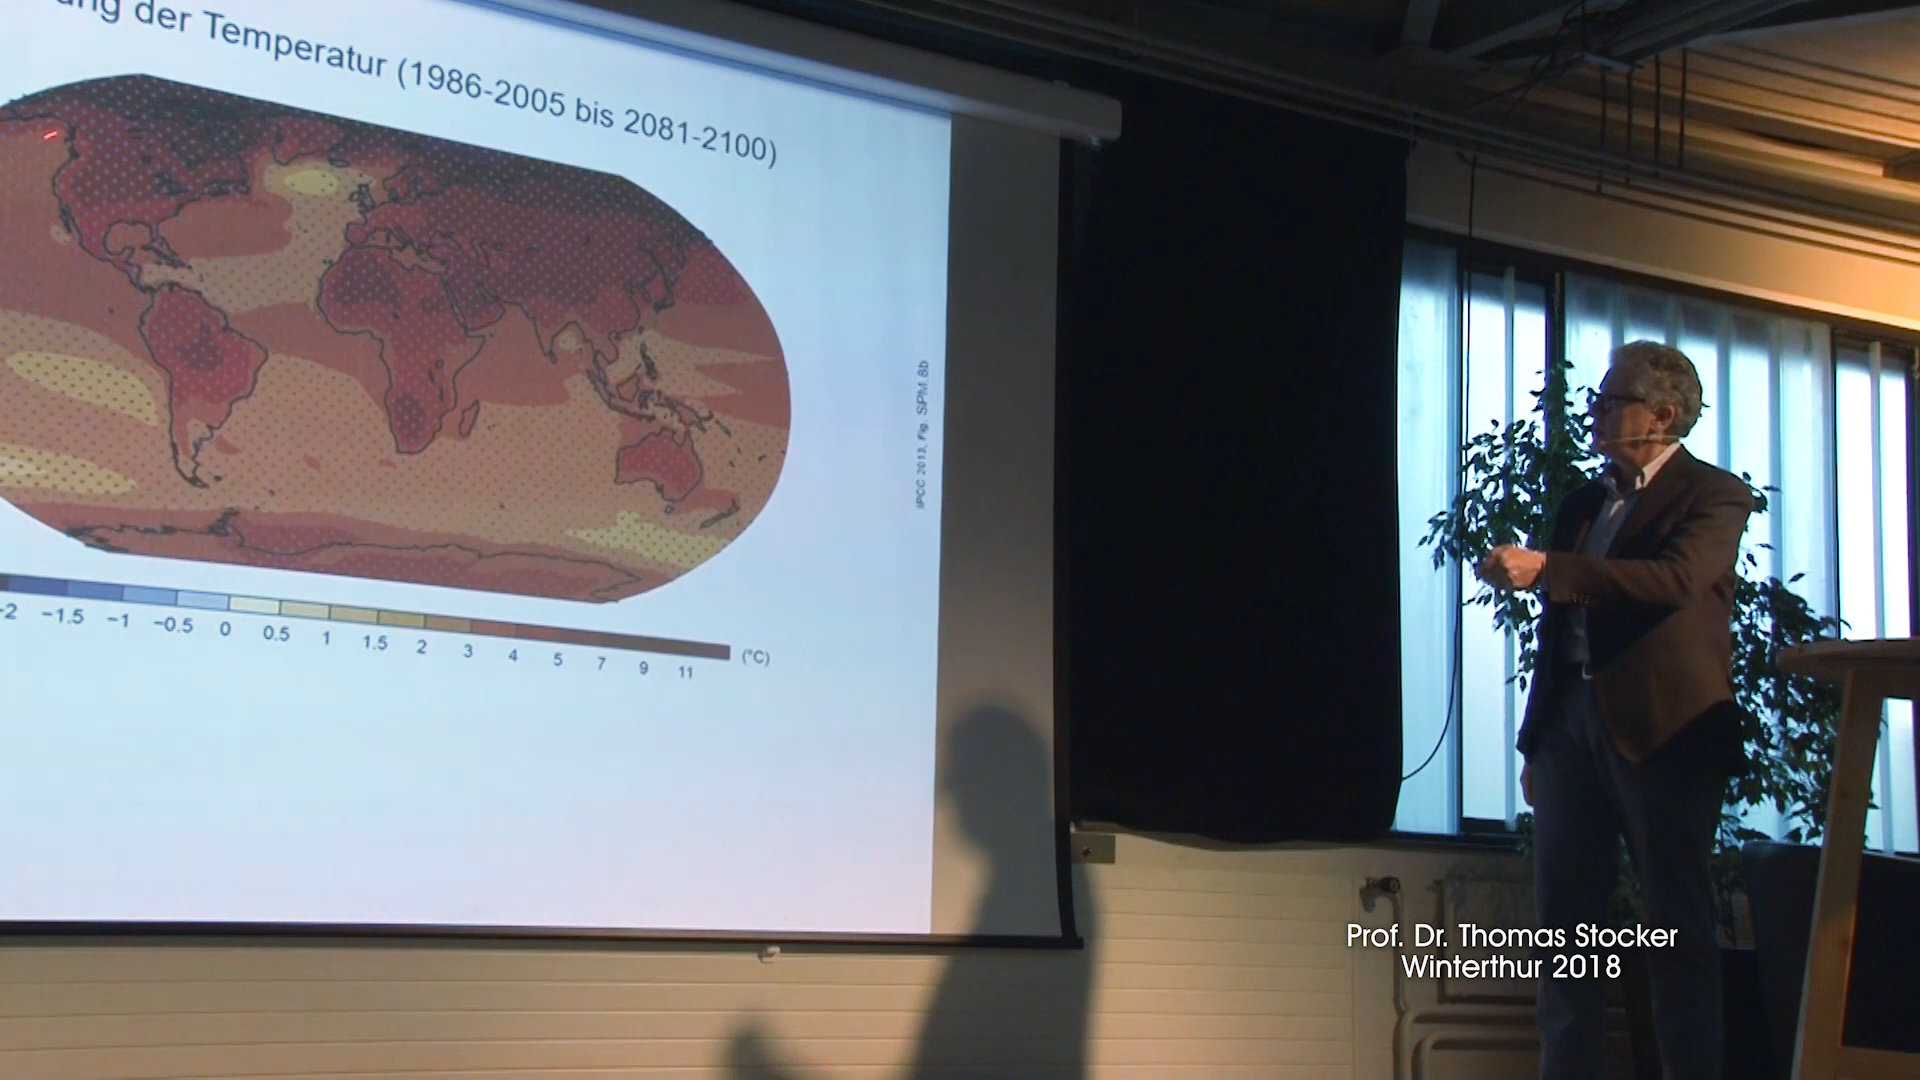 ung der Temperatur (1986-2005 bis 2081-2100)
IPCC 2013, Fig. SPM.8b
-2 -1.5 -1 -0.5 0 0.5 1 1.5 2 3 4 5 7 9 11 (°C)
Prof. Dr. Thomas Stocker
Winterthur 2018